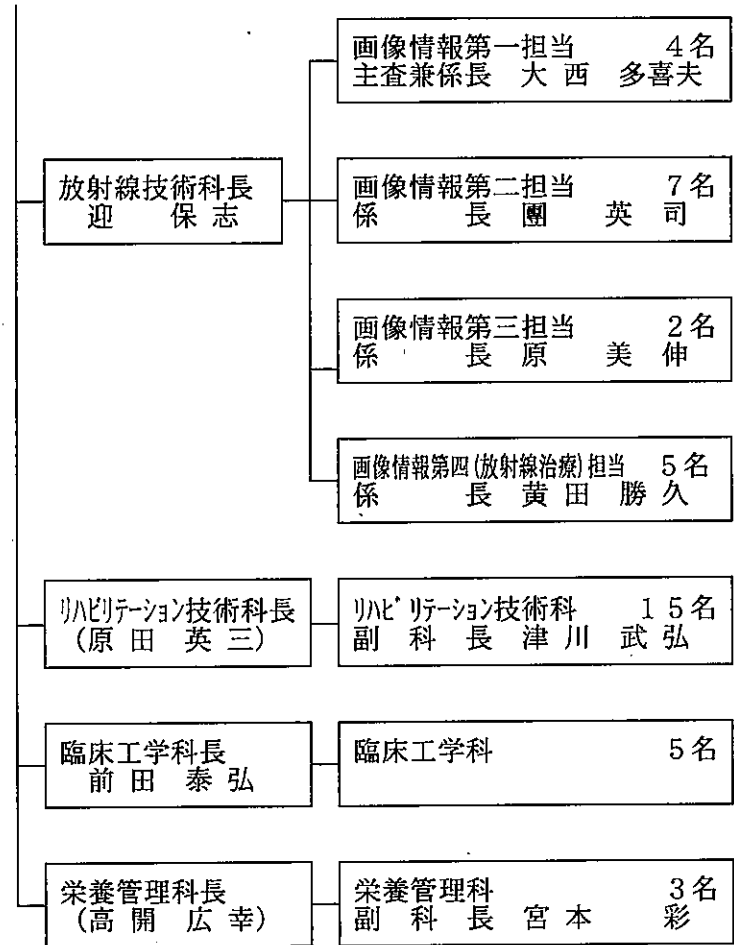 画像情報第一担当 4名
主査兼係長 大西 多喜夫
放射線技術科長
迎 保志
画像情報第二担当 7名
係 長 團 英司
画像情報第三担当 2名
係 長 原 美伸
画像情報第四(放射線治療)担当 5名
係 長 黄田 勝久
リハビリテーション技術科長
(原田 英三)
リハビリテーション技術科 15名
副科長 津川 武弘
臨床工学科長
前田 泰弘
臨床工学科 5名
栄養管理科長
(高開 広幸)
栄養管理科 3名
副科長 宮本 彩